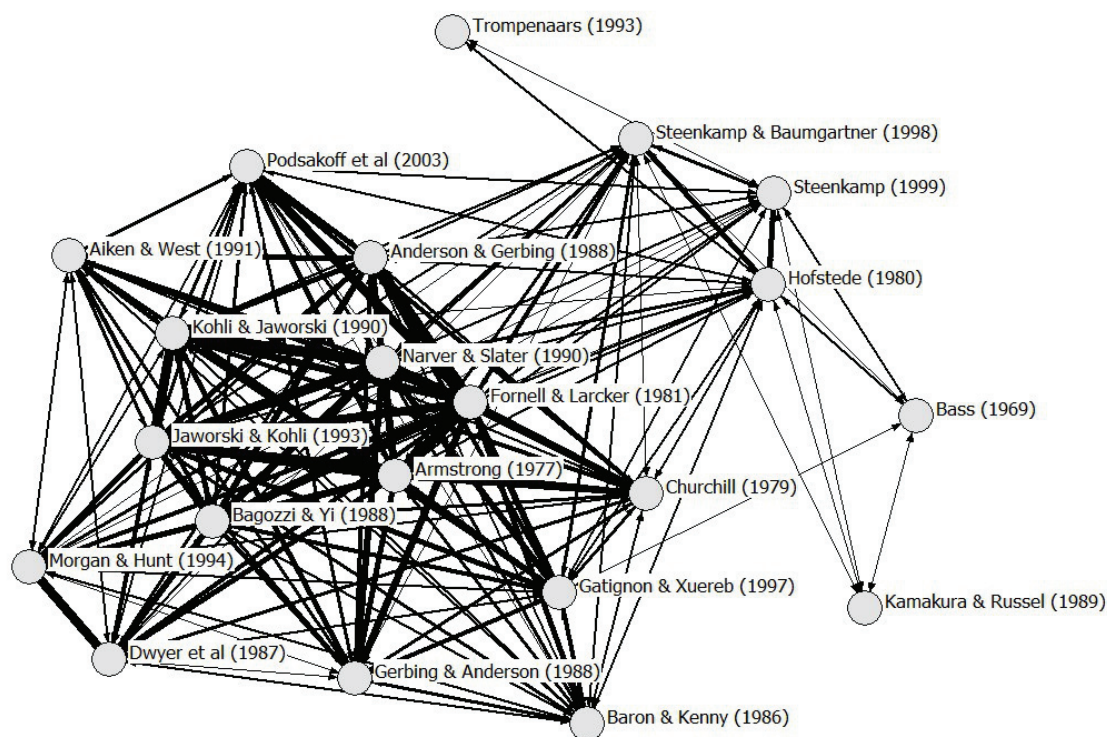 Trompenaars (1993)
Steenkamp & Baumgartner (1998)
Podsakoff et al (2003)
Steenkamp (1999)
Aiken & West (1991)
Anderson & Gerbing (1988)
Hofstede (1980)
Kohli & Jaworski (1990)
Narver & Slater (1990)
Fornell & Larcker (1981)
Bass (1969)
Jaworski & Kohli (1993)
Armstrong (1977)
Churchill (1979)
Bagozzi & Yi (1988)
Morgan & Hunt (1994)
Gatignon & Xuereb (1997)
Kamakura & Russel (1989)
Dwyer et al (1987)
Gerbing & Anderson (1988)
Baron & Kenny (1986)